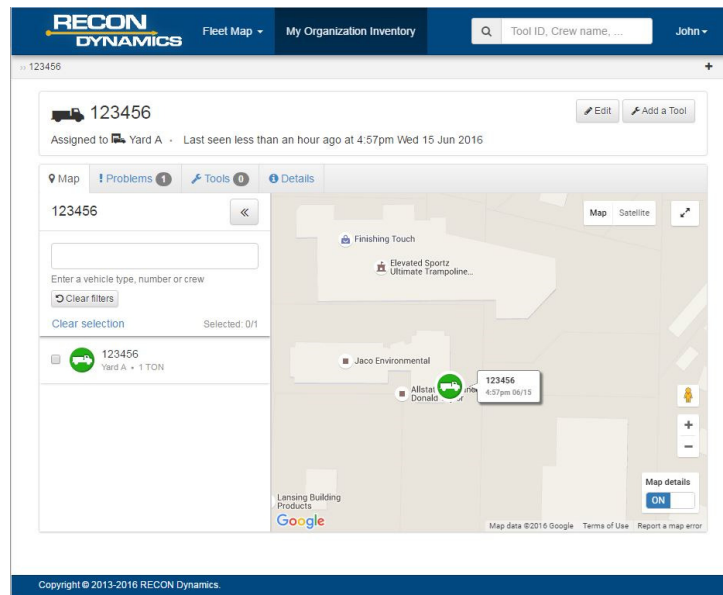 RECON
DYNAMICS
Fleet Map
My Organization Inventory
Tool ID, Crew name, ...
John
123456
123456
Edit
Add a Tool
Assigned to Yard A - Last seen less than an hour ago at 4:57pm Wed 15 Jun 2016
Map
Problems 1
Tools 0
Details
123456
Enter a vehicle type, number or crew
Clear filters
Clear selection
Selected: 0/1
123456
Yard A • 1 TON
Map
Satellite
Finishing Touch
Elevated Sportz
Ultimate Trampoline...
Jaco Environmental
Allstat
Donald
123456
4:57pm 06/15
Lansing Building
Products
Google
Map details
ON
Map data ©2016 Google
Terms of Use
Report a map error
Copyright © 2013-2016 RECON Dynamics.